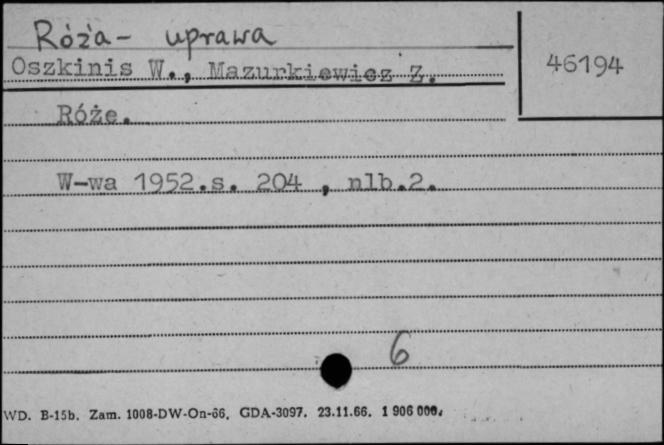 Róża - uprawa
46194
Oszkinis W., Mazurkiewicz Z.
Róże.
W-wa 1952.s. 204 , nlb.2.
6
WD. B-15b. Zam. 1008-DW-On-66. GDA-3097. 23.11.66. 1 906 000.